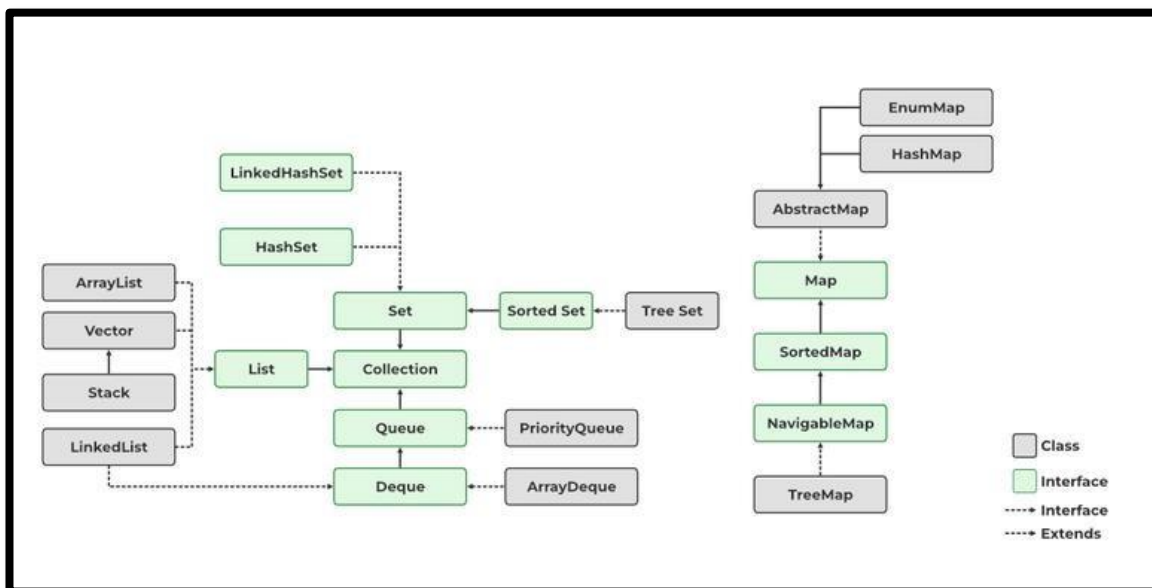 EnumMap
HashMap
LinkedHashSet
AbstractMap
HashSet
ArrayList
Map
Set
Sorted Set
Tree Set
Vector
SortedMap
List
Collection
Stack
Queue
PriorityQueue
NavigableMap
LinkedList
Class
Deque
ArrayDeque
TreeMap
Interface
Interface
Extends